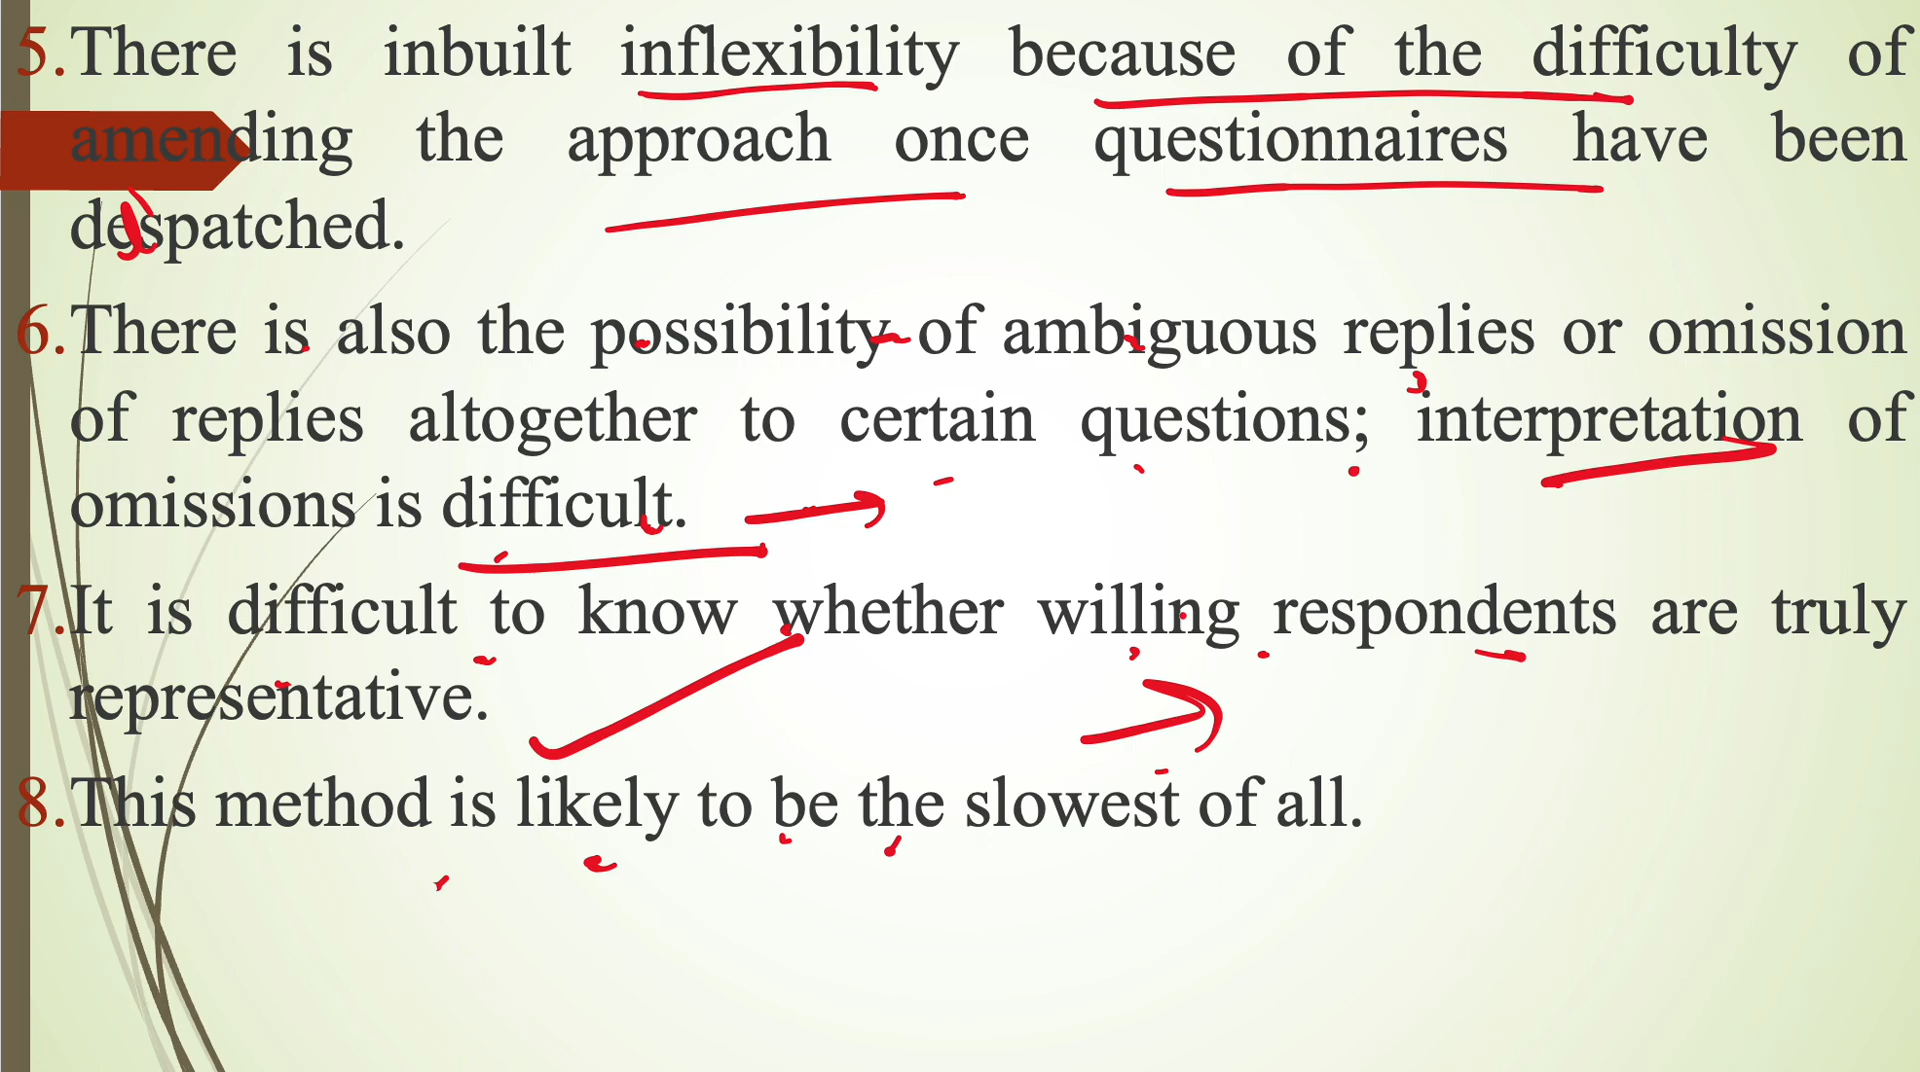 5. There is inbuilt inflexibility because of the difficulty of
amending the approach once questionnaires have been
despatched.
6. There is also the possibility of ambiguous replies or omission
of replies altogether to certain questions; interpretation of
omissions is difficult.
7. It is difficult to know whether willing respondents are truly
representative.
8. This method is likely to be the slowest of all.